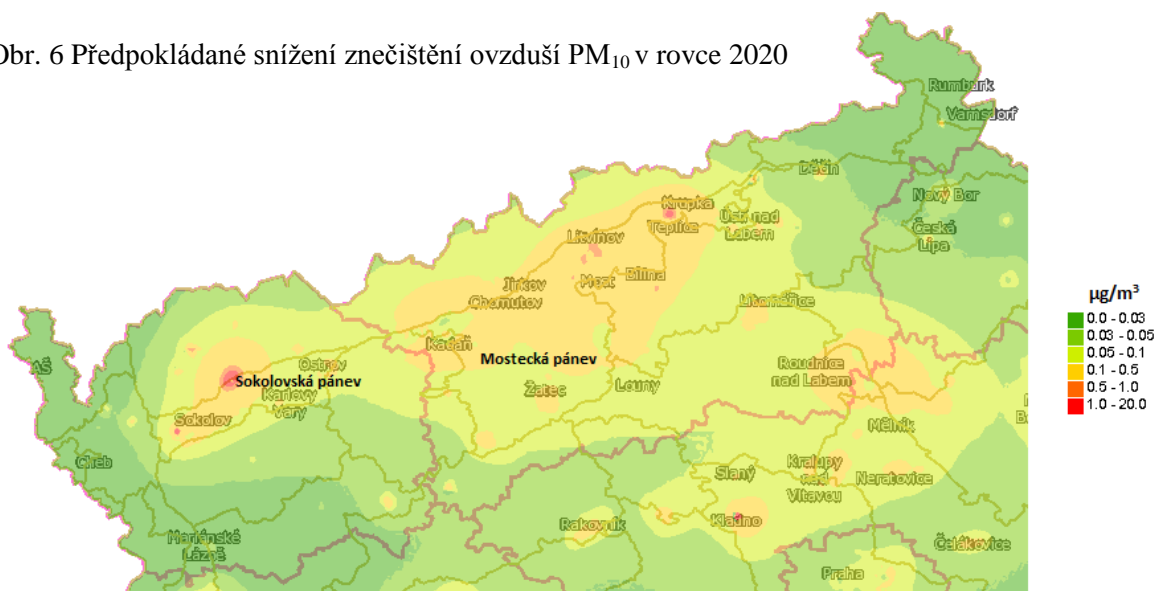 Obr. 6 Předpokládané snížení znečištění ovzduší PM10 v rovce 2020
Rumburk
Varnsdorf
Děčín
Nový Bor
Krupka
Ústí nad
Labem
Teplice
Česká
Lípa
Litvínov
Most
Bílina
Jirkov
Chomutov
Litoměřice
Kadaň
Mostecká pánev
Roudnice
nad Labem
Aš
Ostrov
Sokolovská pánev
Karlovy
Vary
Žatec
Louny
Sokolov
Mělník
Cheb
Slaný
Kralupy
nad
Vltavou
Neratovice
Kladno
Rakovník
Mariánské
Lázně
Čelákovice
Praha
µg/m³
0.0 - 0.03
0.03 - 0.05
0.05 - 0.1
0.1 - 0.5
0.5 - 1.0
1.0 - 20.0